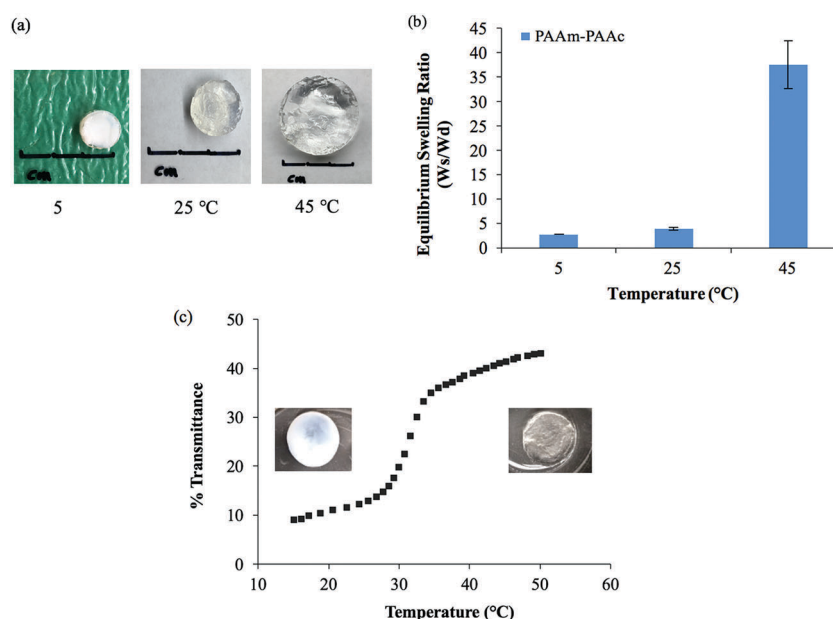 (a)
cm
cm
cm
5
25 °C
45 °C
(b)
PAAm-PAAc
Equilibrium Swelling Ratio
(Ws/Wd)
45
40
35
30
25
20
15
10
5
0
5
25
45
Temperature (°C)
(c)
% Transmittance
50
40
30
20
10
0
10
20
30
40
50
60
Temperature (°C)